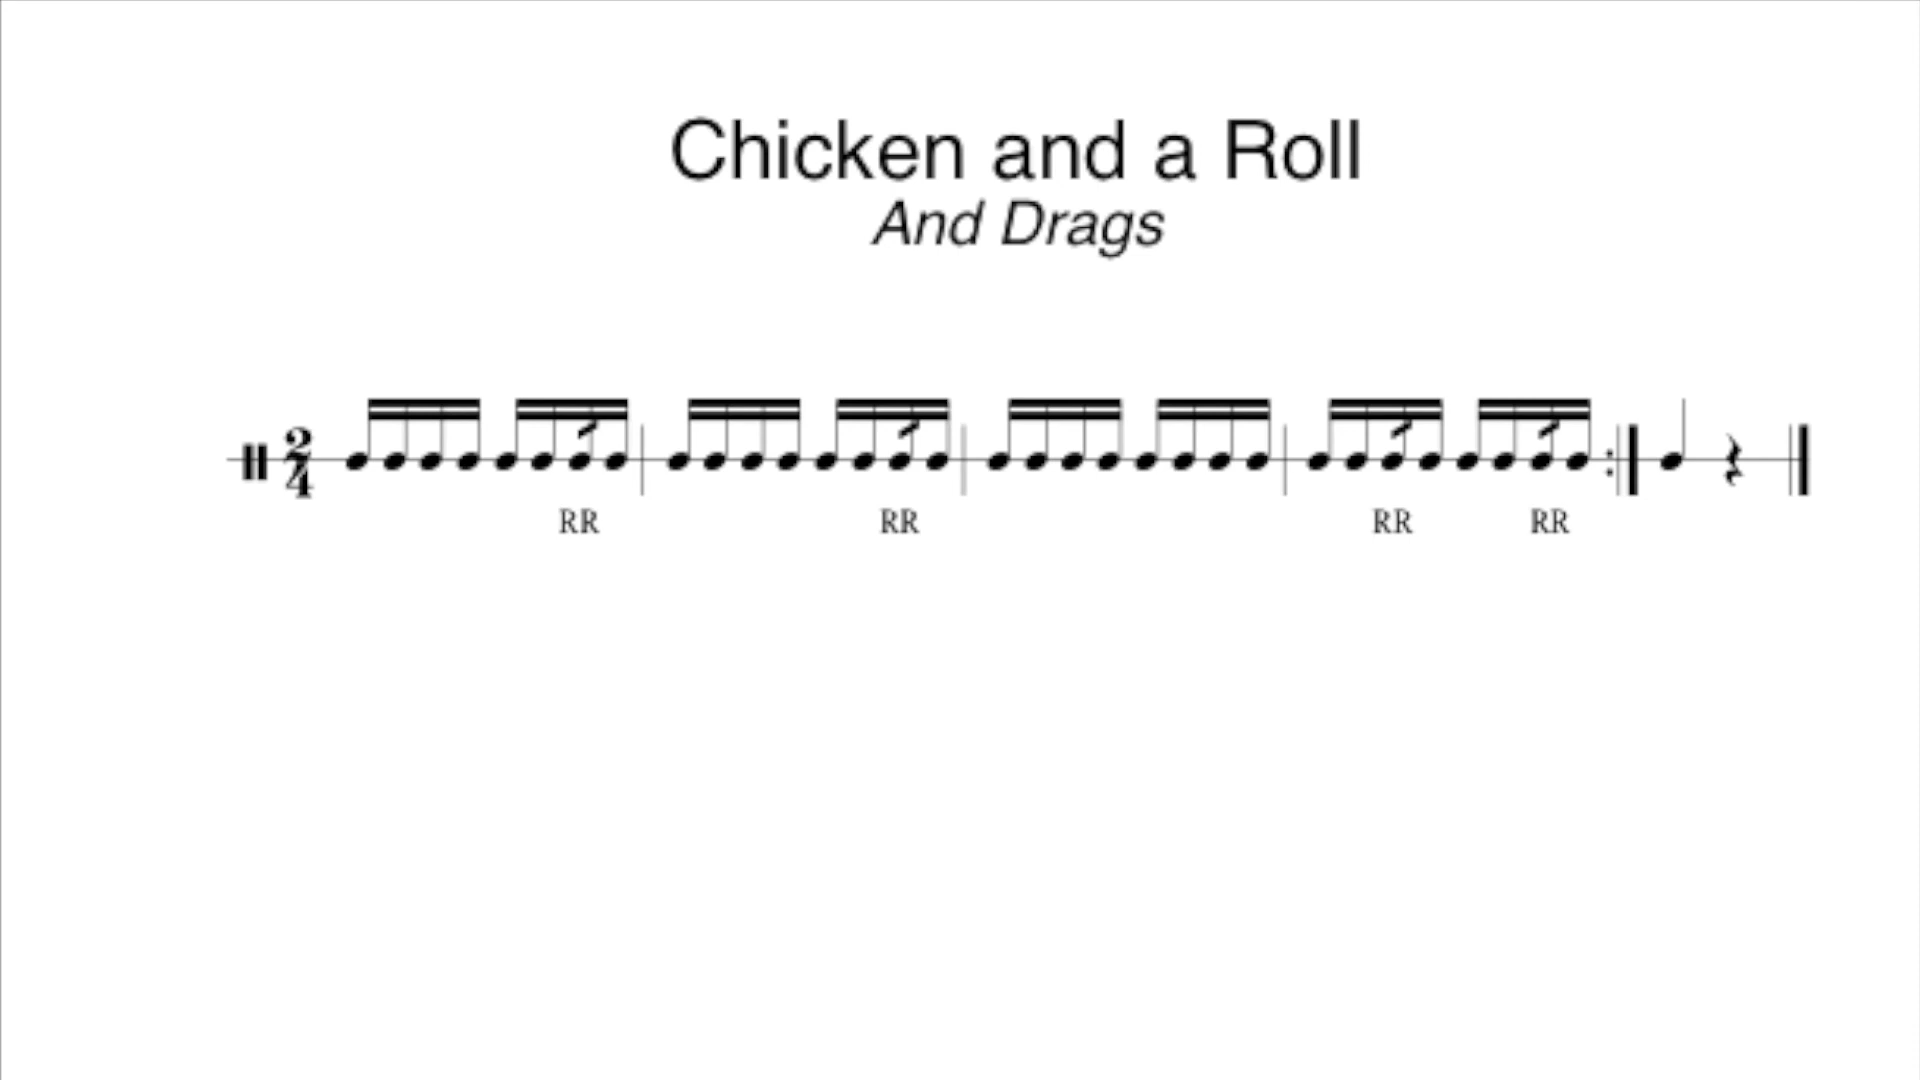 Chicken and a Roll
And Drags
2
4
RR RR RR RR